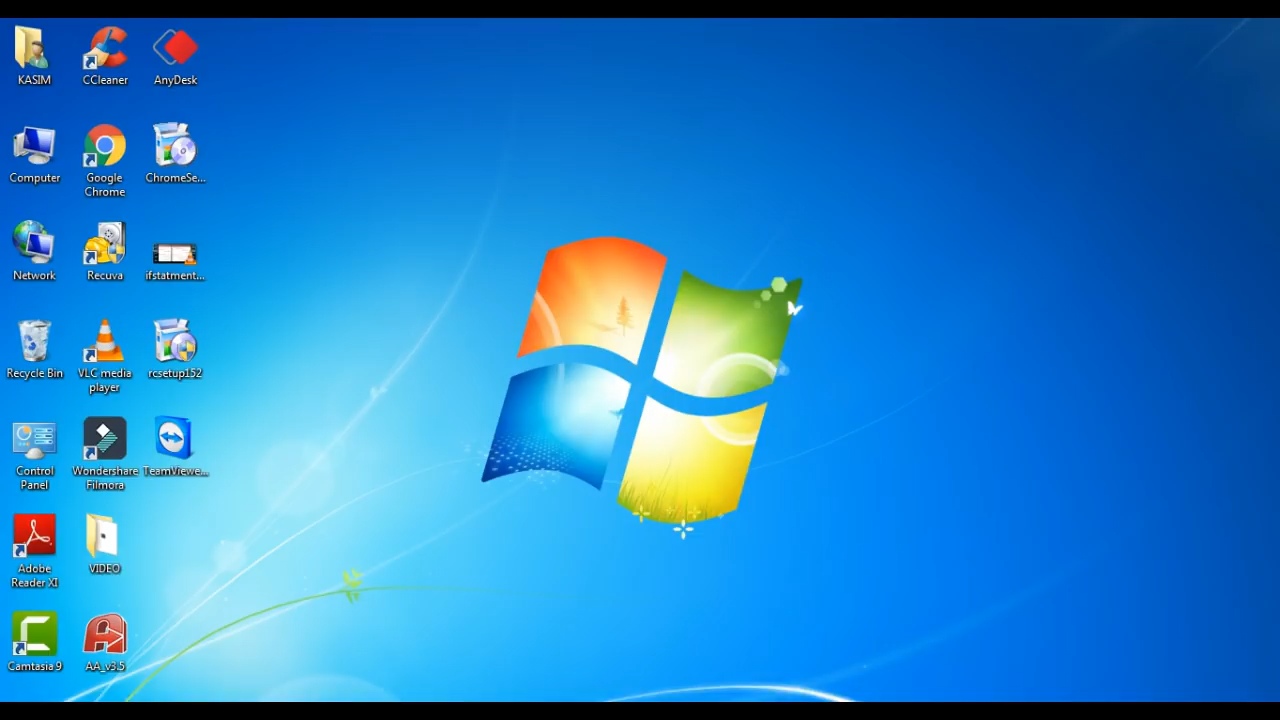 KASIM
CCleaner
AnyDesk
Computer
Google
Chrome
ChromeSe...
Network
Recuva
ifstatment...
Recycle Bin
VLC media
player
rcsetup152
Control
Panel
Wondershare
Filmora
TeamViewe...
Adobe
Reader XI
VIDEO
Camtasia 9
AA_v3.5